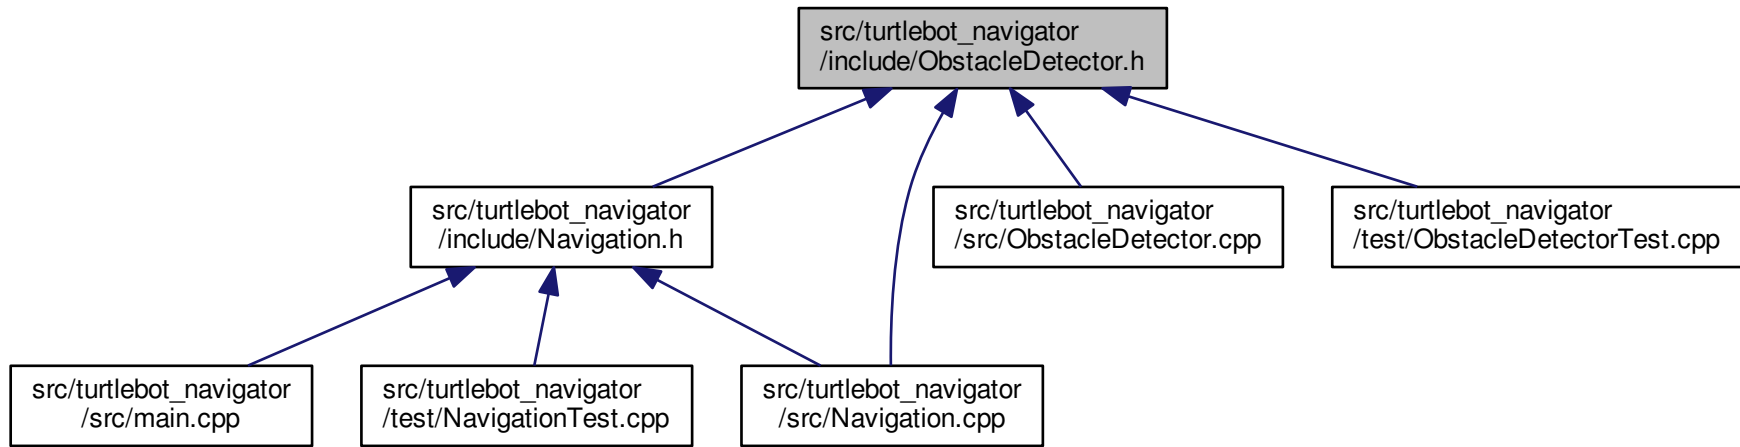 src/turtlebot_navigator
/include/ObstacleDetector.h
src/turtlebot_navigator
/include/Navigation.h
src/turtlebot_navigator
/src/ObstacleDetector.cpp
src/turtlebot_navigator
/test/ObstacleDetectorTest.cpp
src/turtlebot_navigator
/src/main.cpp
src/turtlebot_navigator
/test/NavigationTest.cpp
src/turtlebot_navigator
/src/Navigation.cpp